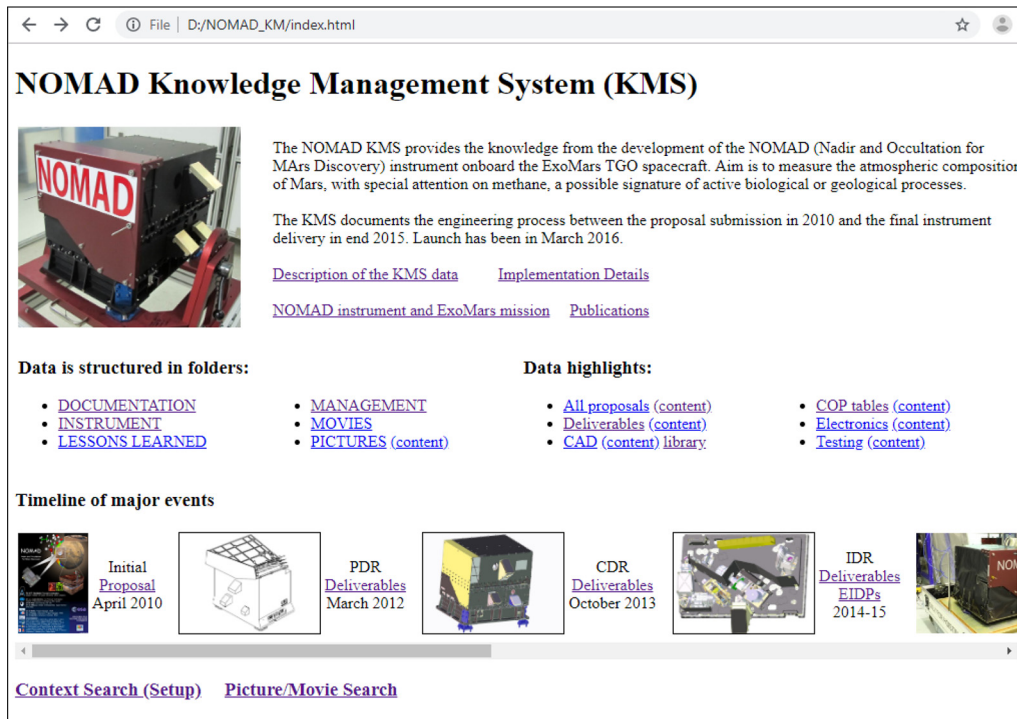 File | D:/NOMAD_KM/index.html
NOMAD Knowledge Management System (KMS)
NOMAD
The NOMAD KMS provides the knowledge from the development of the NOMAD (Nadir and Occultation for
MArs Discovery) instrument onboard the ExoMars TGO spacecraft. Aim is to measure the atmospheric composition
of Mars, with special attention on methane, a possible signature of active biological or geological processes.
The KMS documents the engineering process between the proposal submission in 2010 and the final instrument
delivery in end 2015. Launch has been in March 2016.
Description of the KMS data Implementation Details
NOMAD instrument and ExoMars mission Publications
Data is structured in folders:
• DOCUMENTATION
• INSTRUMENT
• LESSONS LEARNED
• MANAGEMENT
• MOVIES
• PICTURES (content)
Data highlights:
• All proposals (content)
• Deliverables (content)
• CAD (content) library
• COP tables (content)
• Electronics (content)
• Testing (content)
Timeline of major events
NOMAD
Initial
Proposal
April 2010
PDR
Deliverables
March 2012
CDR
Deliverables
October 2013
IDR
Deliverables
EIDPs
2014-15
NO
Context Search (Setup) Picture/Movie Search